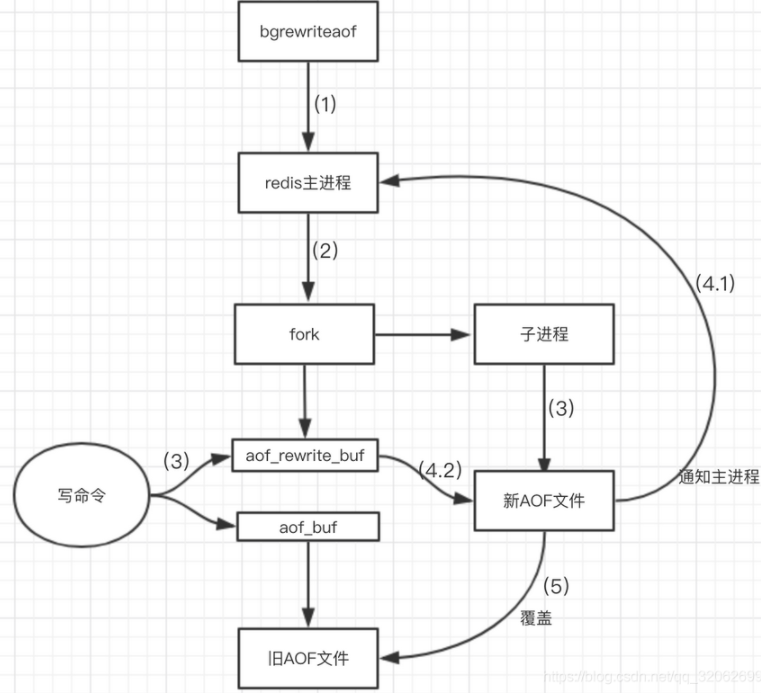 bgrewriteaof
(1)
redis主进程
(2)
(4.1)
fork
子进程
(3)
(3)
aof_rewrite_buf
(4.2)
通知主进程
写命令
新AOF文件
aof_buf
(5)
覆盖
旧AOF文件
https://blog.csdn.net/qq_32062699